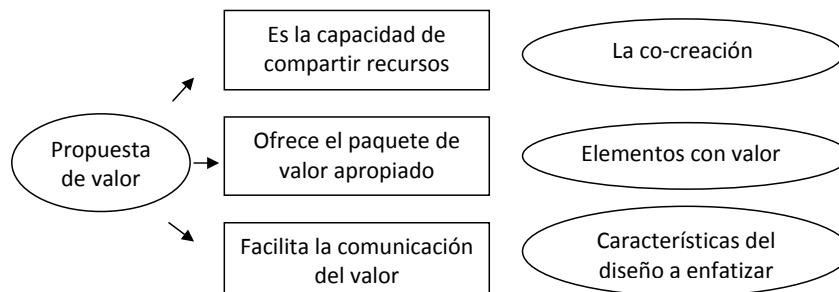 Es la capacidad de
compartir recursos
La co-creación
Propuesta
de valor
Ofrece el paquete de
valor apropiado
Elementos con valor
Facilita la comunicación
del valor
Características del
diseño a enfatizar